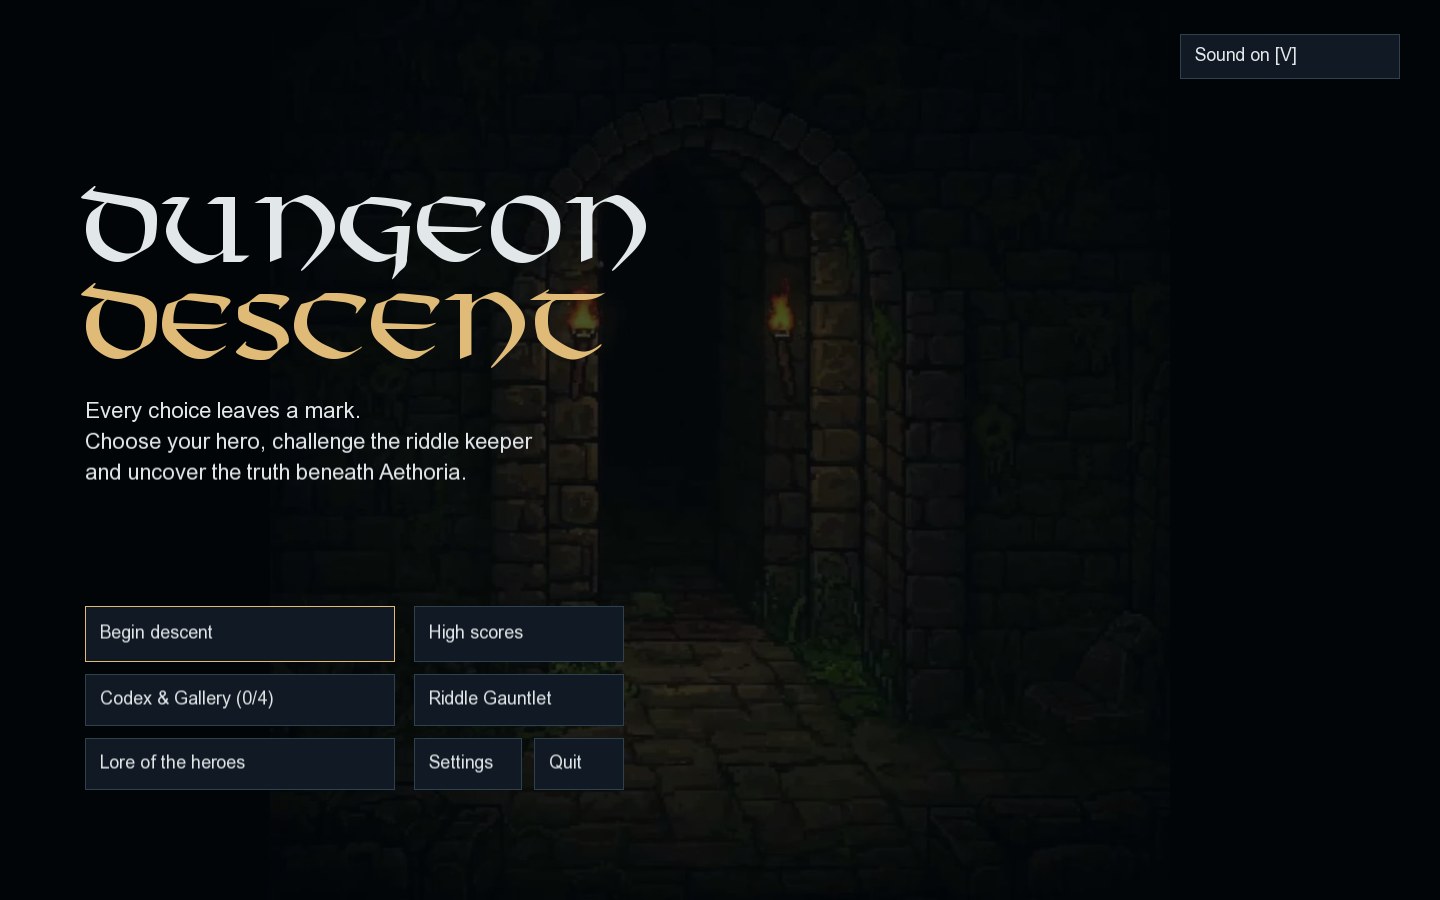 Sound on [V]
DUNGEON
DESCENT
Every choice leaves a mark.
Choose your hero, challenge the riddle keeper
and uncover the truth beneath Aethoria.
Begin descent
High scores
Codex & Gallery (0/4)
Riddle Gauntlet
Lore of the heroes
Settings
Quit